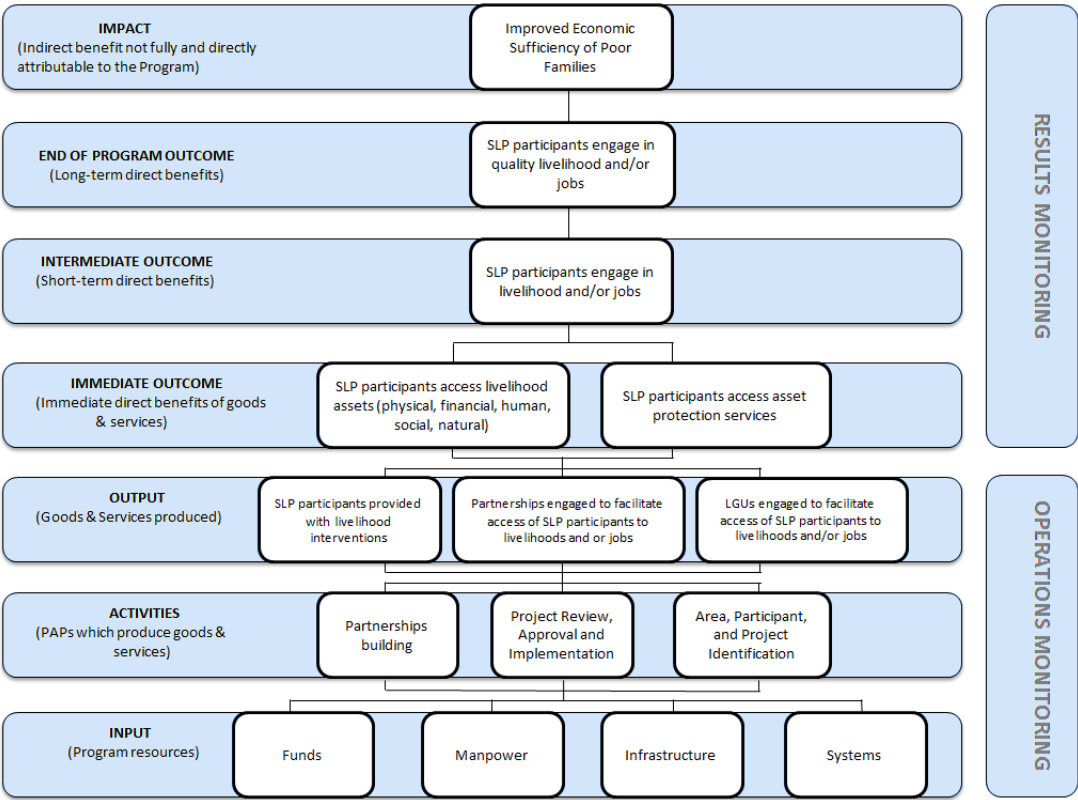 IMPACT
(Indirect benefit not fully and directly
attributable to the Program)
Improved Economic
Sufficiency of Poor
Families
END OF PROGRAM OUTCOME
(Long-term direct benefits)
SLP participants engage in
quality livelihood and/or
jobs
INTERMEDIATE OUTCOME
(Short-term direct benefits)
SLP participants engage in
livelihood and/or jobs
IMMEDIATE OUTCOME
(Immediate direct benefits of goods
& services)
SLP participants access livelihood
assets (physical, financial, human,
social, natural)
SLP participants access asset
protection services
RESULTS MONITORING
OUTPUT
(Goods & Services produced)
SLP participants provided
with livelihood
interventions
Partnerships engaged to facilitate
access of SLP participants to
livelihoods and or jobs
LGUs engaged to facilitate
access of SLP participants to
livelihoods and/or jobs
ACTIVITIES
(PAPs which produce goods &
services)
Partnerships
building
Project Review,
Approval and
Implementation
Area, Participant,
and Project
Identification
INPUT
(Program resources)
Funds
Manpower
Infrastructure
Systems
OPERATIONS MONITORING